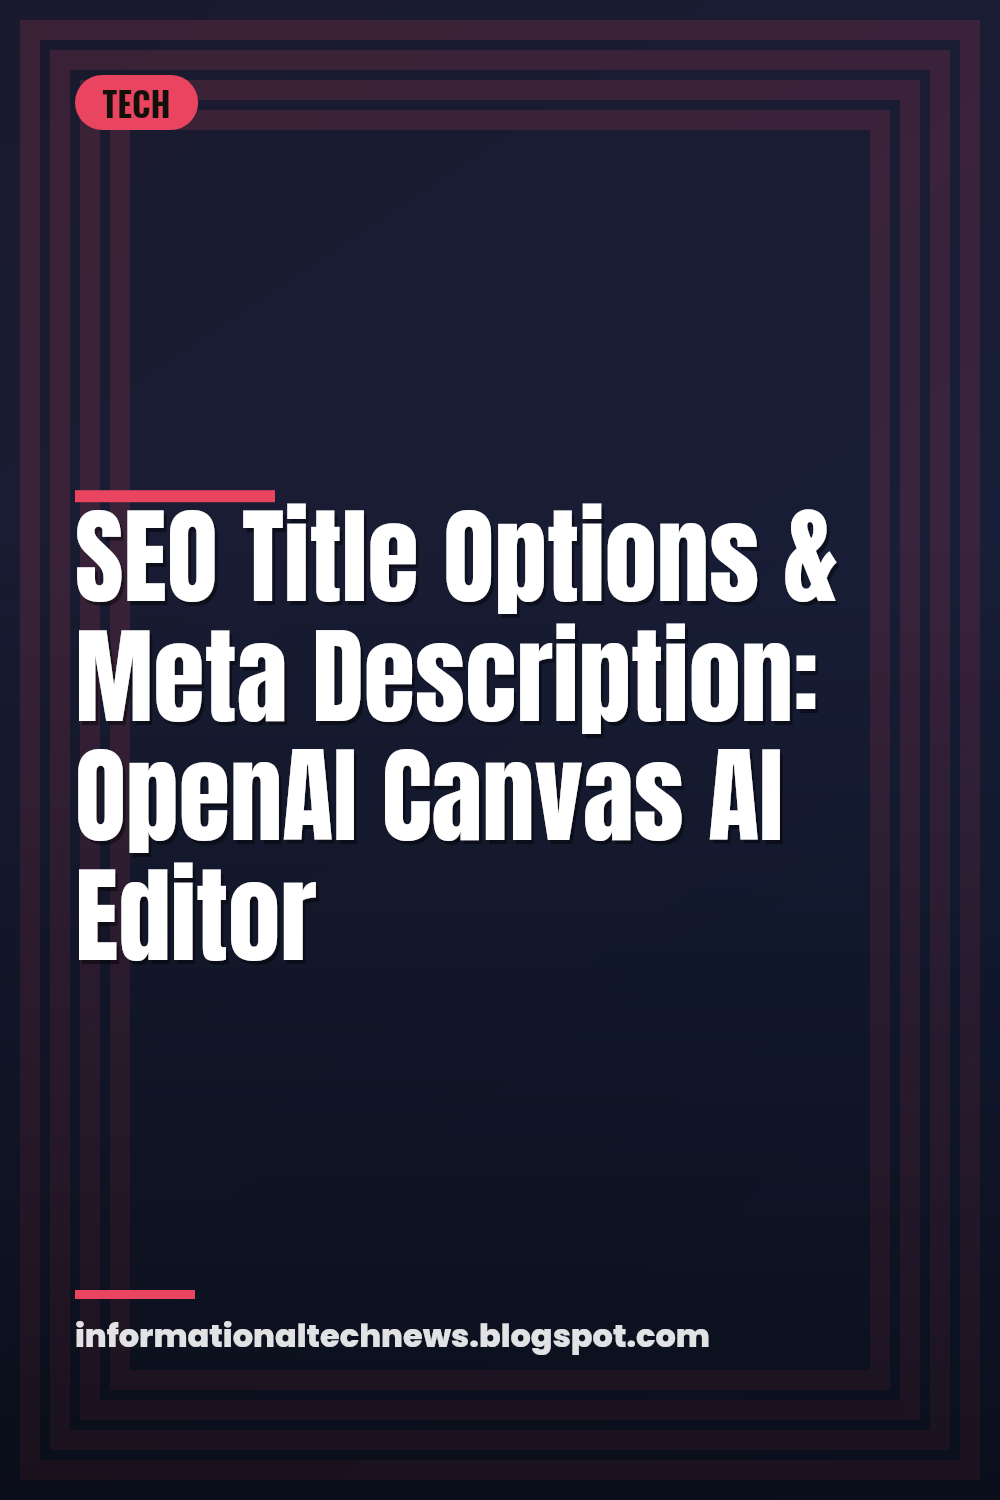 TECH
SEO Title Options &
Meta Description:
OpenAI Canvas AI
Editor
informationaltechnews.blogspot.com